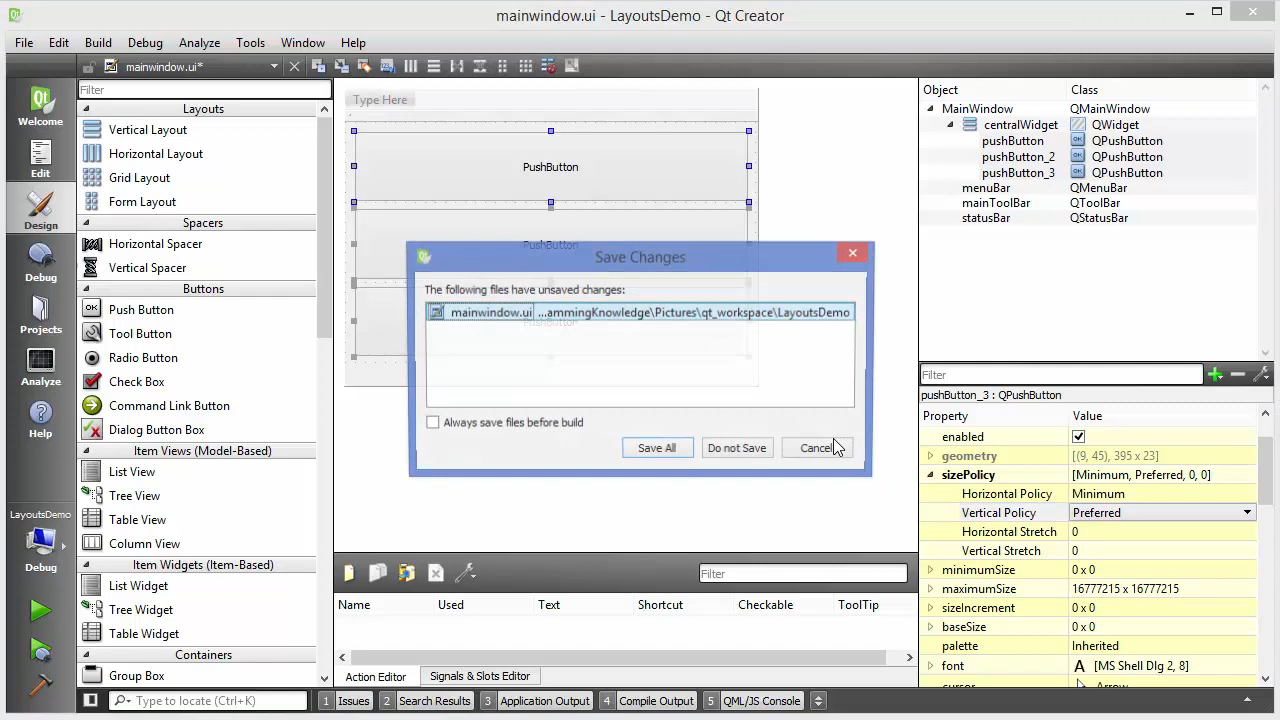 mainwindow.ui - LayoutsDemo - Qt Creator
File Edit Build Debug Analyze Tools Window Help
mainwindow.ui*
Welcome
Edit
Design
Debug
Projects
Analyze
Help
LayoutsDemo
Debug
Filter
Layouts
Vertical Layout
Horizontal Layout
Grid Layout
Form Layout
Spacers
Horizontal Spacer
Vertical Spacer
Buttons
OK Push Button
Tool Button
Radio Button
Check Box
Command Link Button
Dialog Button Box
Item Views (Model-Based)
List View
Tree View
Table View
Column View
Item Widgets (Item-Based)
List Widget
Tree Widget
Table Widget
Containers
Group Box
Type Here
PushButton
PushButton
PushButton
Save Changes
The following files have unsaved changes:
mainwindow.ui ...ammingKnowledge\Pictures\qt_workspace\LayoutsDemo
Always save files before build
Save All Do not Save Cancel
Filter
Name Used Text Shortcut Checkable ToolTip
Action Editor Signals & Slots Editor
Object Class
MainWindow QMainWindow
centralWidget QWidget
pushButton OK QPushButton
pushButton_2 OK QPushButton
pushButton_3 OK QPushButton
menuBar QMenuBar
mainToolBar QToolBar
statusBar QStatusBar
Filter
pushButton_3 : QPushButton
Property Value
enabled
geometry [(9, 45), 395 x 23]
sizePolicy [Minimum, Preferred, 0, 0]
Horizontal Policy Minimum
Vertical Policy Preferred
Horizontal Stretch 0
Vertical Stretch 0
minimumSize 0 x 0
maximumSize 16777215 x 16777215
sizeIncrement 0 x 0
baseSize 0 x 0
palette Inherited
font A [MS Shell Dlg 2, 8]
cursor Arrow
Type to locate (Ctrl+K) 1 Issues 2 Search Results 3 Application Output 4 Compile Output 5 QML/JS Console